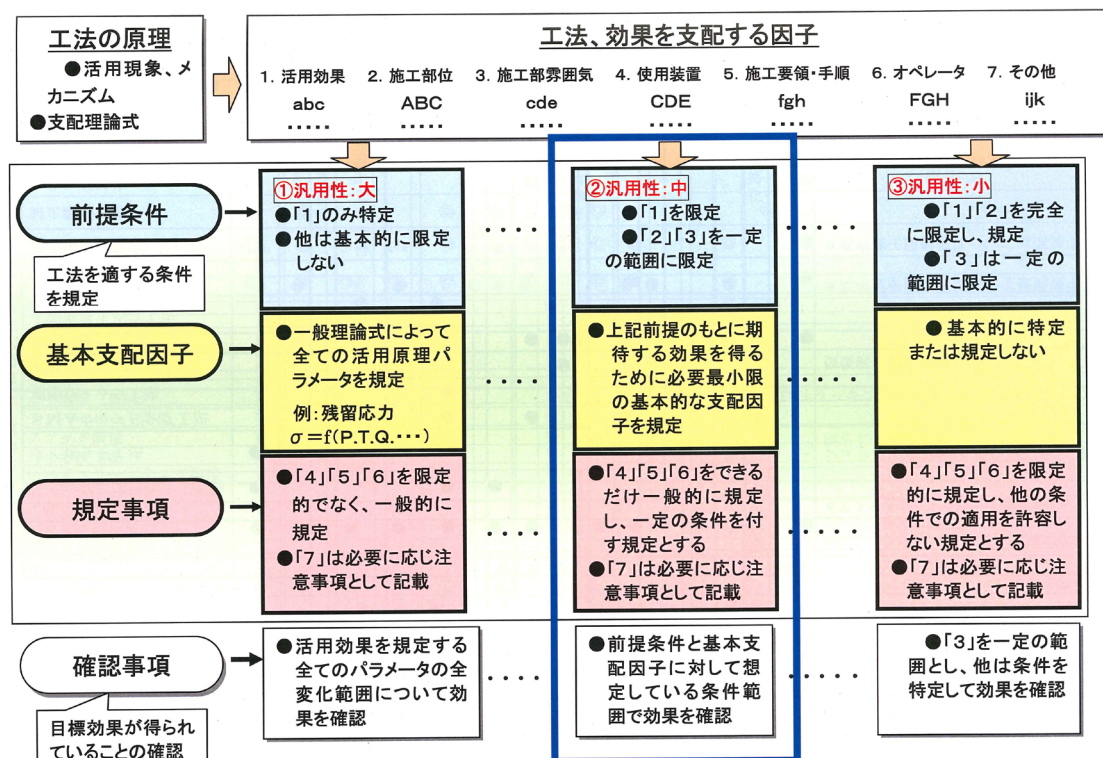 工法の原理
●活用現象、メ
カニズム
●支配理論式
工法、効果を支配する因子
1. 活用効果
abc
.....
2. 施工部位
ABC
.....
3. 施工部雰囲気
cde
.....
4. 使用装置
CDE
.....
5. 施工要領・手順
fgh
.....
6. オペレータ
FGH
.....
7. その他
ijk
.....
前提条件
工法を適する条件
を規定
①汎用性:大
●「1」のみ特定
●他は基本的に限定
しない
....
②汎用性:中
●「1」を限定
●「2」「3」を一定
の範囲に限定
.....
③汎用性:小
●「1」「2」を完全
に限定し、規定
●「3」は一定の
範囲に限定
基本支配因子
●一般理論式によって
全ての活用原理パ
ラメータを規定
例:残留応力
σ=f(P.T.Q.・・・)
....
●上記前提のもとに期
待する効果を得る
ために必要最小限
の基本的な支配因
子を規定
.....
●基本的に特定
または規定しない
規定事項
●「4」「5」「6」を限定
的でなく、一般的に
規定
●「7」は必要に応じ注
意事項として記載
....
●「4」「5」「6」をできる
だけ一般的に規定
し、一定の条件を付
す規定とする
●「7」は必要に応じ注
意事項として記載
.....
●「4」「5」「6」を限定
的に規定し、他の条
件での適用を許容し
ない規定とする
●「7」は必要に応じ注
意事項として記載
確認事項
目標効果が得られ
ていることの確認
●活用効果を規定する
全てのパラメータの全
変化範囲について効
果を確認
....
●前提条件と基本支
配因子に対して想
定している条件範
囲で効果を確認
.....
●「3」を一定の範
囲とし、他は条件を
特定して効果を確認